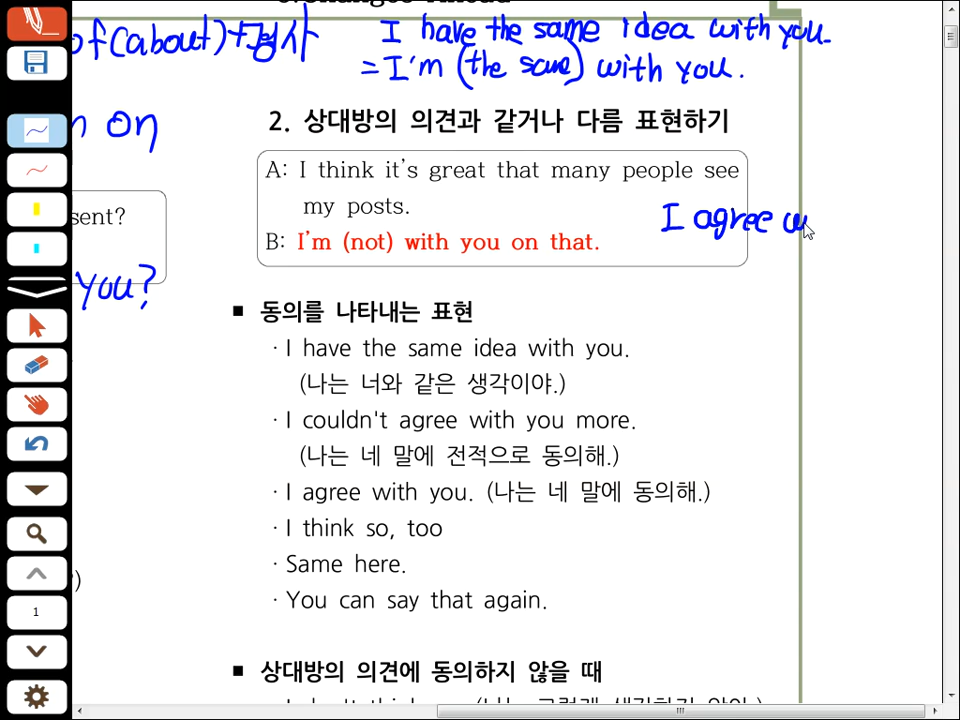 of(about)+명사
I have the same idea with you.
= I'm (the same) with you.
on
2. 상대방의 의견과 같거나 다름 표현하기
sent?
A: I think it's great that many people see
my posts.
I agree w
B: I'm (not) with you on that.
you?
■ 동의를 나타내는 표현
· I have the same idea with you.
(나는 너와 같은 생각이야.)
· I couldn't agree with you more.
(나는 네 말에 전적으로 동의해.)
· I agree with you. (나는 네 말에 동의해.)
· I think so, too
· Same here.
· You can say that again.
)
1
■ 상대방의 의견에 동의하지 않을 때